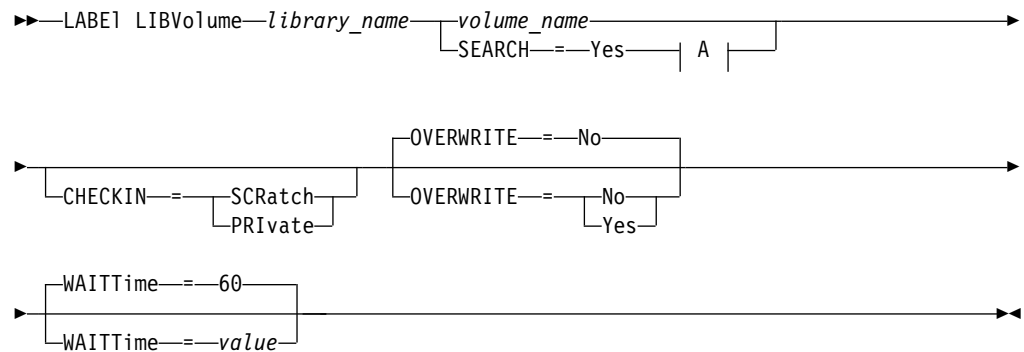 LABEl LIBVolume library_name volume_name
SEARCH = Yes A
OVERWRITE = No
CHECKIN = SCRatch OVERWRITE = No
PRIvate Yes
WAITTime = 60
WAITTime = value